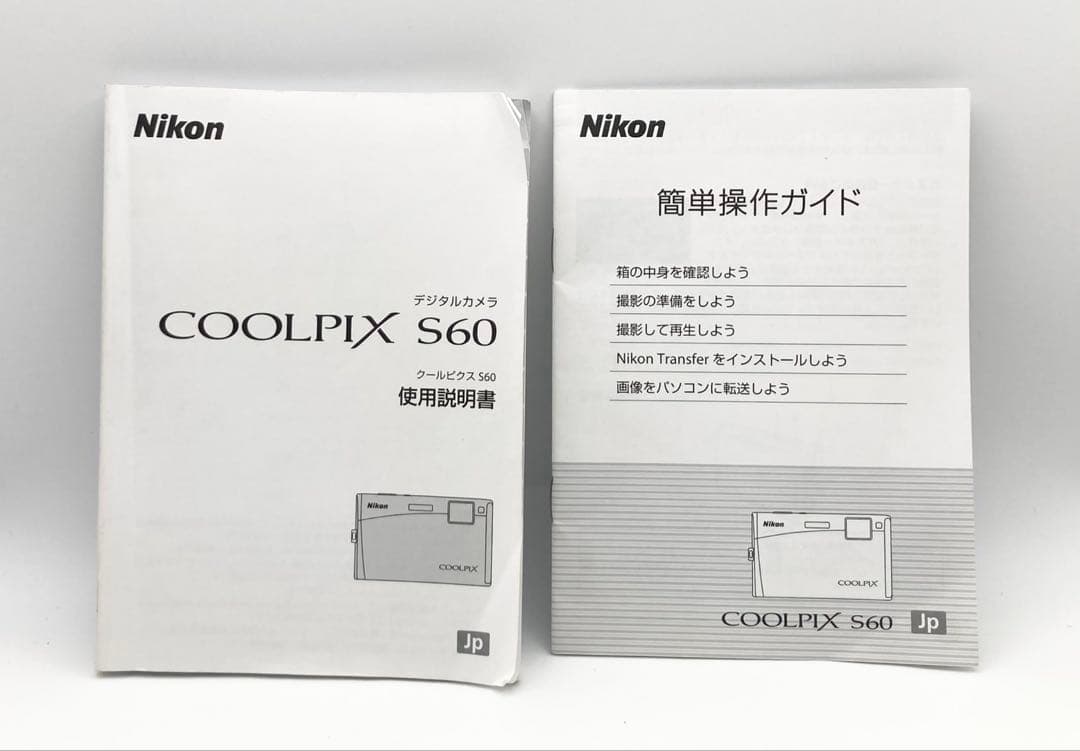 Nikon
デジタルカメラ
COOLPIX S60
クールピクス S60
使用説明書
Nikon
COOLPIX
Jp
Nikon
簡単操作ガイド
箱の中身を確認しよう
撮影の準備をしよう
撮影して再生しよう
Nikon Transfer をインストールしよう
画像をパソコンに転送しよう
Nikon
COOLPIX
COOLPIX S60 Jp